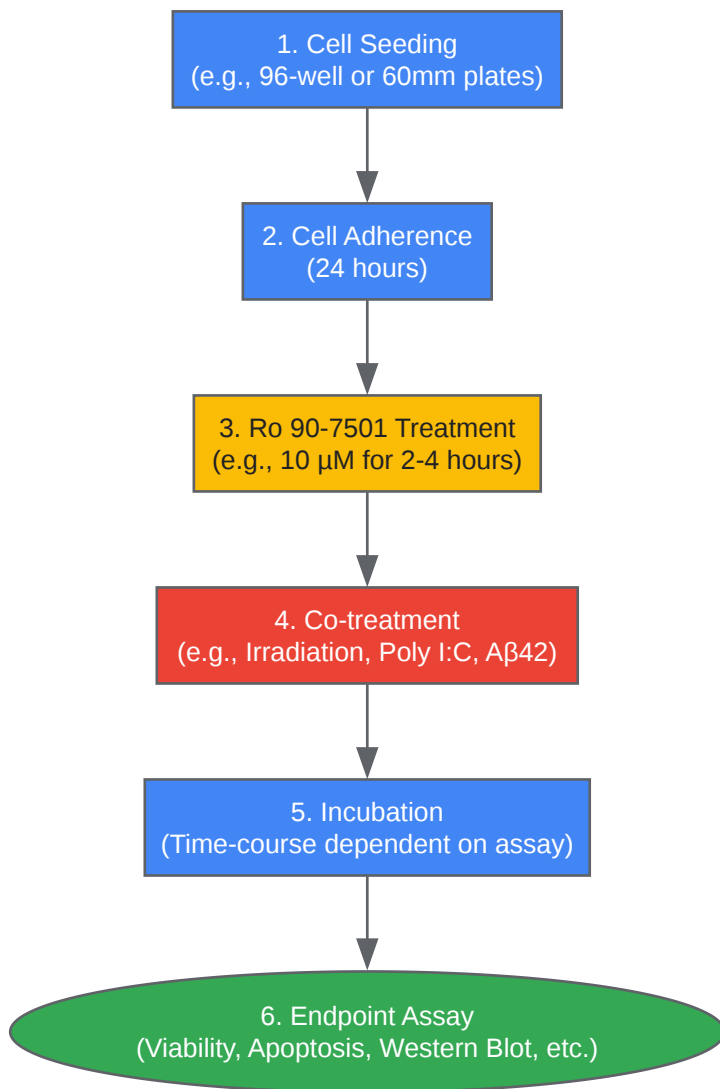 1. Cell Seeding
(e.g., 96-well or 60mm plates)
2. Cell Adherence
(24 hours)
3. Ro 90-7501 Treatment
(e.g., 10 µM for 2-4 hours)
4. Co-treatment
(e.g., Irradiation, Poly I:C, Aβ42)
5. Incubation
(Time-course dependent on assay)
6. Endpoint Assay
(Viability, Apoptosis, Western Blot, etc.)